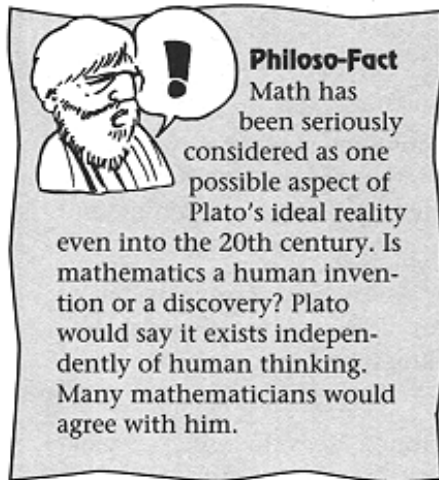 !
Philoso-Fact
Math has
been seriously
considered as one
possible aspect of
Plato's ideal reality
even into the 20th century. Is
mathematics a human inven-
tion or a discovery? Plato
would say it exists indepen-
dently of human thinking.
Many mathematicians would
agree with him.